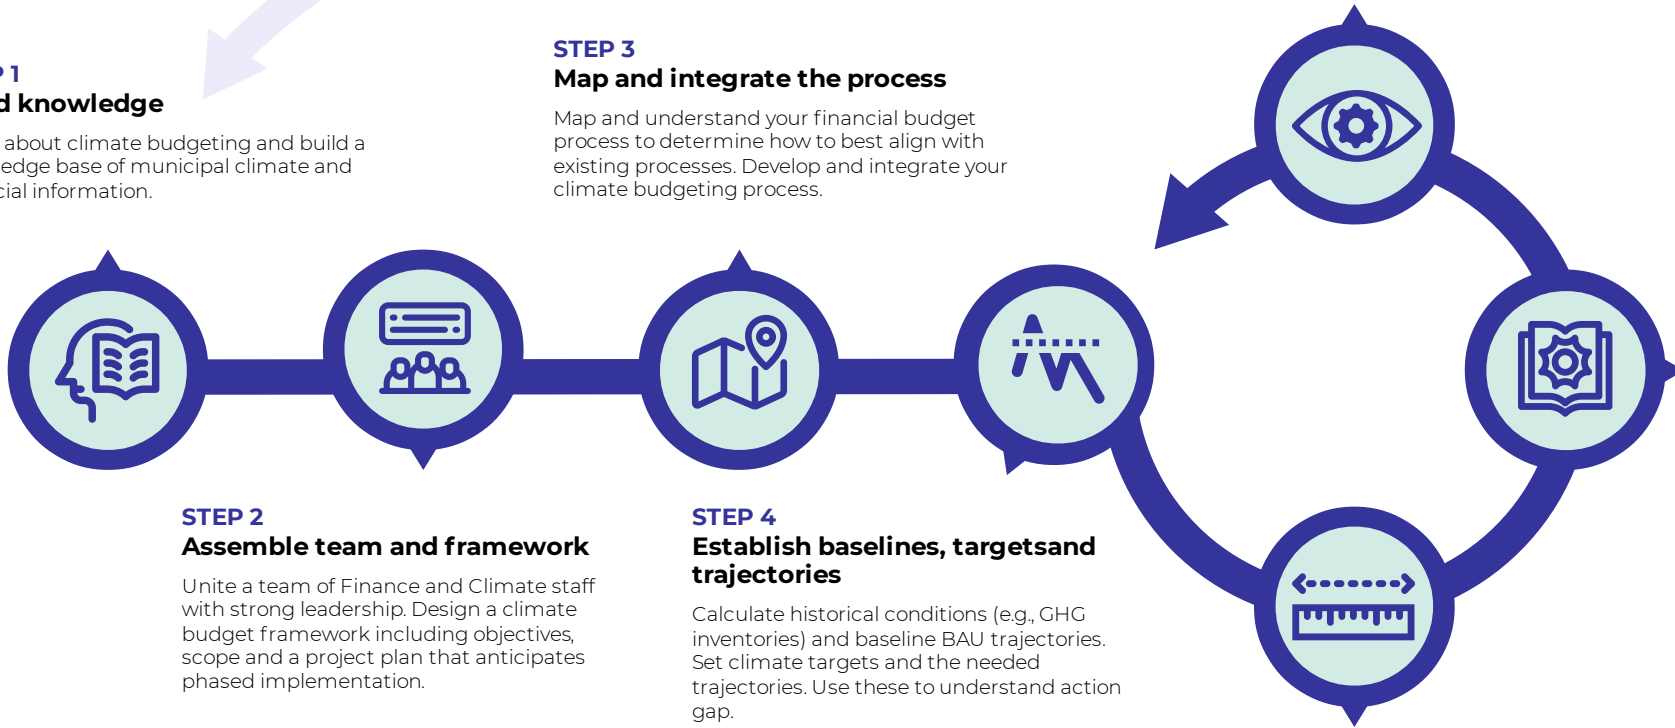 P 1
d knowledge
about climate budgeting and build a
edge base of municipal climate and
cial information.
STEP 2
Assemble team and framework
Unite a team of Finance and Climate staff
with strong leadership. Design a climate
budget framework including objectives,
scope and a project plan that anticipates
phased implementation.
STEP 3
Map and integrate the process
Map and understand your financial budget
process to determine how to best align with
existing processes. Develop and integrate your
climate budgeting process.
STEP 4
Establish baselines, targetsand
trajectories
Calculate historical conditions (e.g., GHG
inventories) and baseline BAU trajectories.
Set climate targets and the needed
trajectories. Use these to understand action
gap.